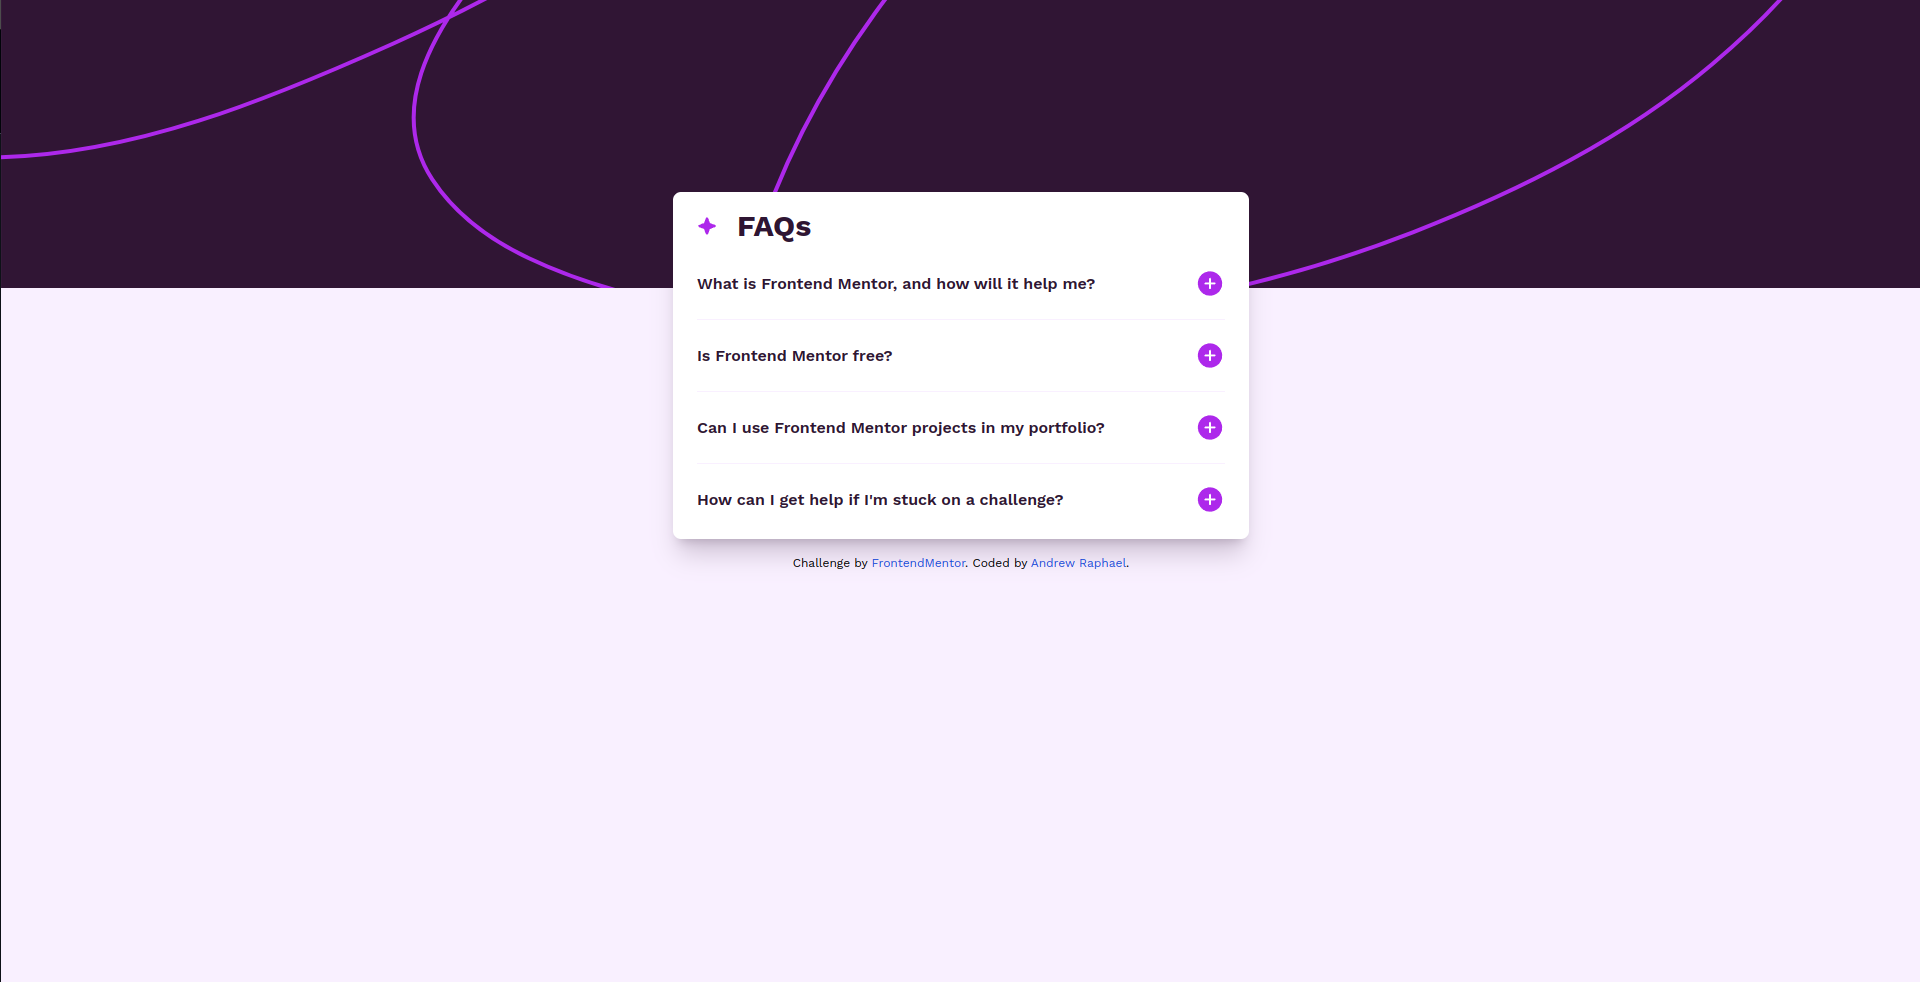 FAQs
What is Frontend Mentor, and how will it help me?
Is Frontend Mentor free?
Can I use Frontend Mentor projects in my portfolio?
How can I get help if I'm stuck on a challenge?
Challenge by FrontendMentor. Coded by Andrew Raphael.